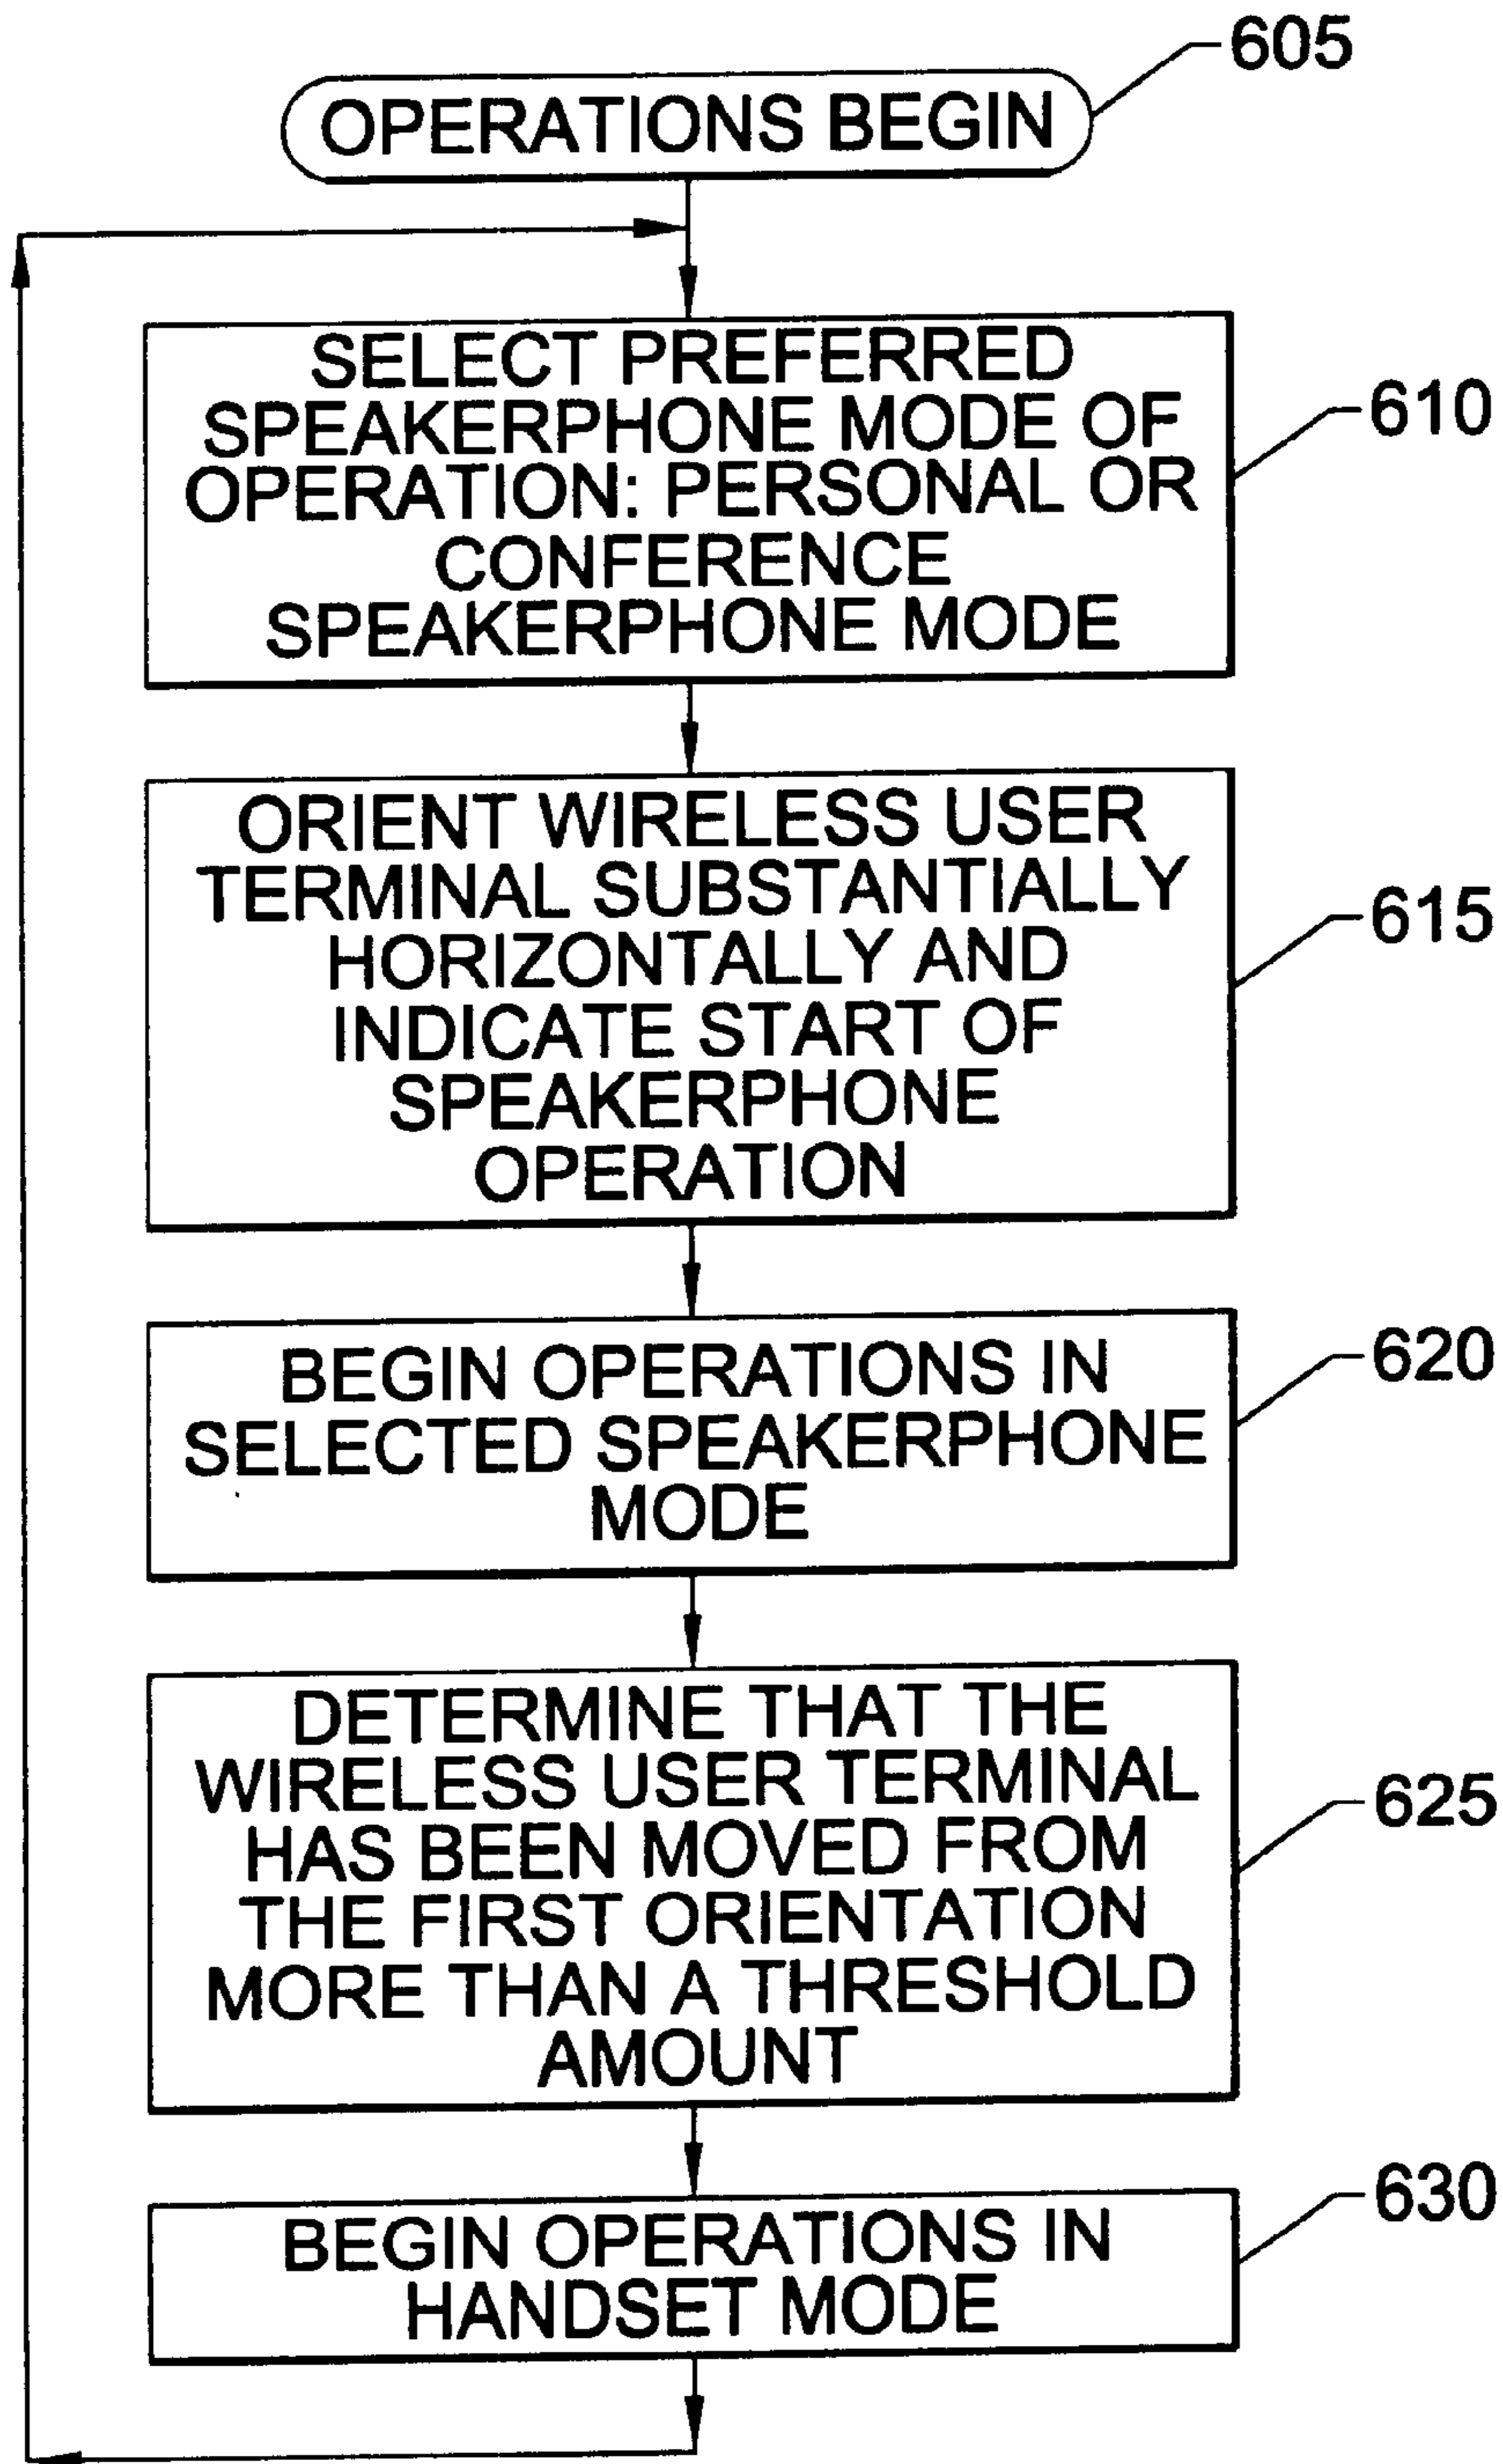 605
OPERATIONS BEGIN
SELECT PREFERRED
SPEAKERPHONE MODE OF
OPERATION: PERSONAL OR
CONFERENCE
SPEAKERPHONE MODE
610
ORIENT WIRELESS USER
TERMINAL SUBSTANTIALLY
HORIZONTALLY AND
INDICATE START OF
SPEAKERPHONE
OPERATION
615
BEGIN OPERATIONS IN
SELECTED SPEAKERPHONE
MODE
620
DETERMINE THAT THE
WIRELESS USER TERMINAL
HAS BEEN MOVED FROM
THE FIRST ORIENTATION
MORE THAN A THRESHOLD
AMOUNT
625
BEGIN OPERATIONS IN
HANDSET MODE
630